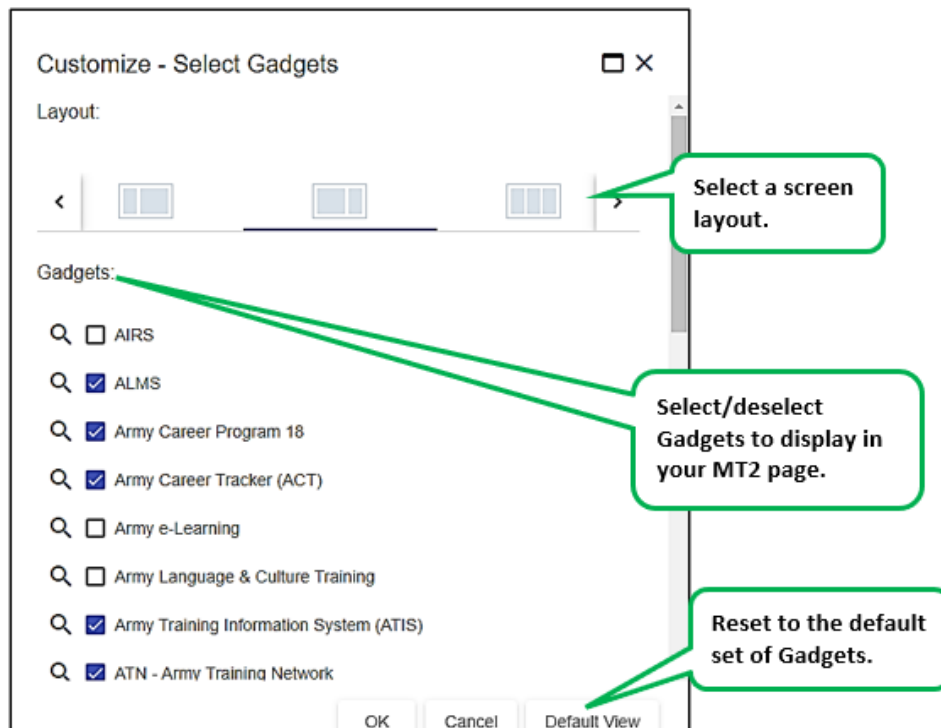 Customize - Select Gadgets
Layout:
Select a screen
layout.
Gadgets:
AIRS
ALMS
Army Career Program 18
Army Career Tracker (ACT)
Army e-Learning
Army Language & Culture Training
Army Training Information System (ATIS)
ATN - Army Training Network
Select/deselect
Gadgets to display in
your MT2 page.
Reset to the default
set of Gadgets.
OK
Cancel
Default View